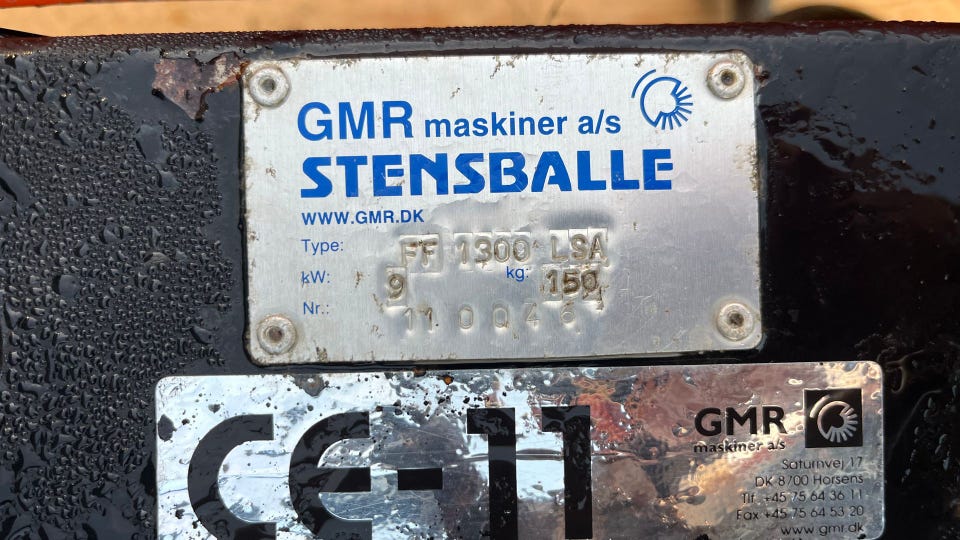 GMR maskiner a/s
STENSBALLE
WWW.GMR.DK
Type: FF 1300 LSA
kW: 9 kg: 150
Nr.: 110046
CE-11
GMR
maskiner a/s
Saturnvej 17
DK 8700 Horsens
Tlf. +45 75 64 36 11
Fax +45 75 64 53 20
www.gmr.dk